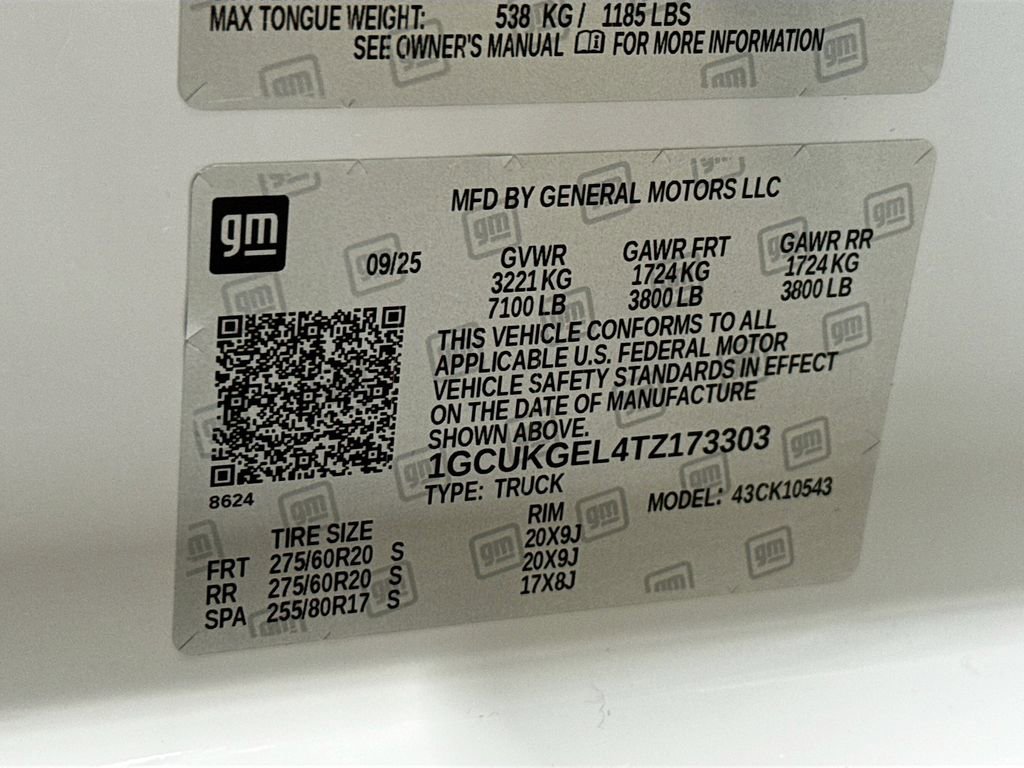 MAX TONGUE WEIGHT: 538 KG / 1185 LBS
SEE OWNER'S MANUAL FOR MORE INFORMATION
gm
MFD BY GENERAL MOTORS LLC
09/25
GVWR GAWR FRT GAWR RR
3221 KG 1724 KG 1724 KG
7100 LB 3800 LB 3800 LB
THIS VEHICLE CONFORMS TO ALL
APPLICABLE U.S. FEDERAL MOTOR
VEHICLE SAFETY STANDARDS IN EFFECT
ON THE DATE OF MANUFACTURE
SHOWN ABOVE.
1GCUKGEL4TZ173303
TYPE: TRUCK MODEL: 43CK10543
8624
TIRE SIZE RIM
FRT 275/60R20 S 20X9J
RR 275/60R20 S 20X9J
SPA 255/80R17 S 17X8J